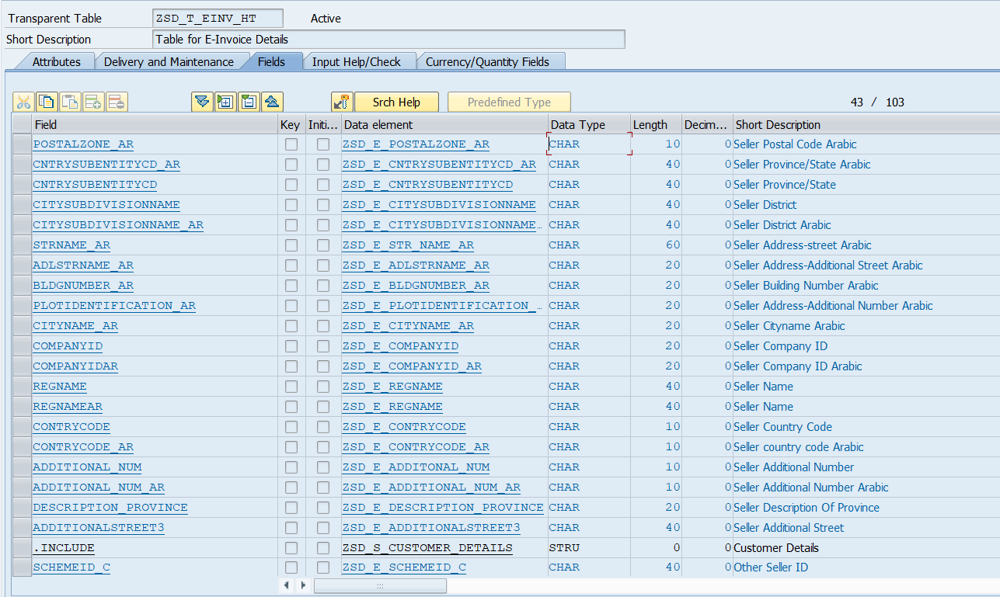 Transparent Table ZSD_T_EINV_HT Active
Short Description Table for E-Invoice Details
Attributes Delivery and Maintenance Fields Input Help/Check Currency/Quantity Fields
Srch Help Predefined Type 43 / 103
Field Key Initi... Data element Data Type Length Decim... Short Description
POSTALZONE_AR ZSD_E_POSTALZONE_AR CHAR 10 0 Seller Postal Code Arabic
CNTRYSUBENTITYCD_AR ZSD_E_CNTRYSUBENTITYCD_AR CHAR 40 0 Seller Province/State Arabic
CNTRYSUBENTITYCD ZSD_E_CNTRYSUBENTITYCD CHAR 40 0 Seller Province/State
CITYSUBDIVISIONNAME ZSD_E_CITYSUBDIVISIONNAME CHAR 40 0 Seller District
CITYSUBDIVISIONNAME_AR ZSD_E_CITYSUBDIVISIONNAME... CHAR 40 0 Seller District Arabic
STRNAME_AR ZSD_E_STR_NAME_AR CHAR 60 0 Seller Address-street Arabic
ADLSTRNAME_AR ZSD_E_ADLSTRNAME_AR CHAR 20 0 Seller Address-Additional Street Arabic
BLDGNUMBER_AR ZSD_E_BLDGNUMBER_AR CHAR 20 0 Seller Building Number Arabic
PLOTIDENTIFICATION_AR ZSD_E_PLOTIDENTIFICATION_... CHAR 20 0 Seller Address-Additional Number Arabic
CITYNAME_AR ZSD_E_CITYNAME_AR CHAR 20 0 Seller Cityname Arabic
COMPANYID ZSD_E_COMPANYID CHAR 20 0 Seller Company ID
COMPANYIDAR ZSD_E_COMPANYID_AR CHAR 20 0 Seller Company ID Arabic
REGNAME ZSD_E_REGNAME CHAR 40 0 Seller Name
REGNAMEAR ZSD_E_REGNAME CHAR 40 0 Seller Name
CONTRYCODE ZSD_E_CONTRYCODE CHAR 10 0 Seller Country Code
CONTRYCODE_AR ZSD_E_CONTRYCODE_AR CHAR 10 0 Seller country code Arabic
ADDITIONAL_NUM ZSD_E_ADDITONAL_NUM CHAR 10 0 Seller Additional Number
ADDITIONAL_NUM_AR ZSD_E_ADDITIONAL_NUM_AR CHAR 10 0 Seller Additional Number Arabic
DESCRIPTION_PROVINCE ZSD_E_DESCRIPTION_PROVINCE CHAR 20 0 Seller Description Of Province
ADDITIONALSTREET3 ZSD_E_ADDITIONALSTREET3 CHAR 40 0 Seller Additional Street
.INCLUDE ZSD_S_CUSTOMER_DETAILS STRU 0 0 Customer Details
SCHEMEID_C ZSD_E_SCHEMEID_C CHAR 40 0 Other Seller ID